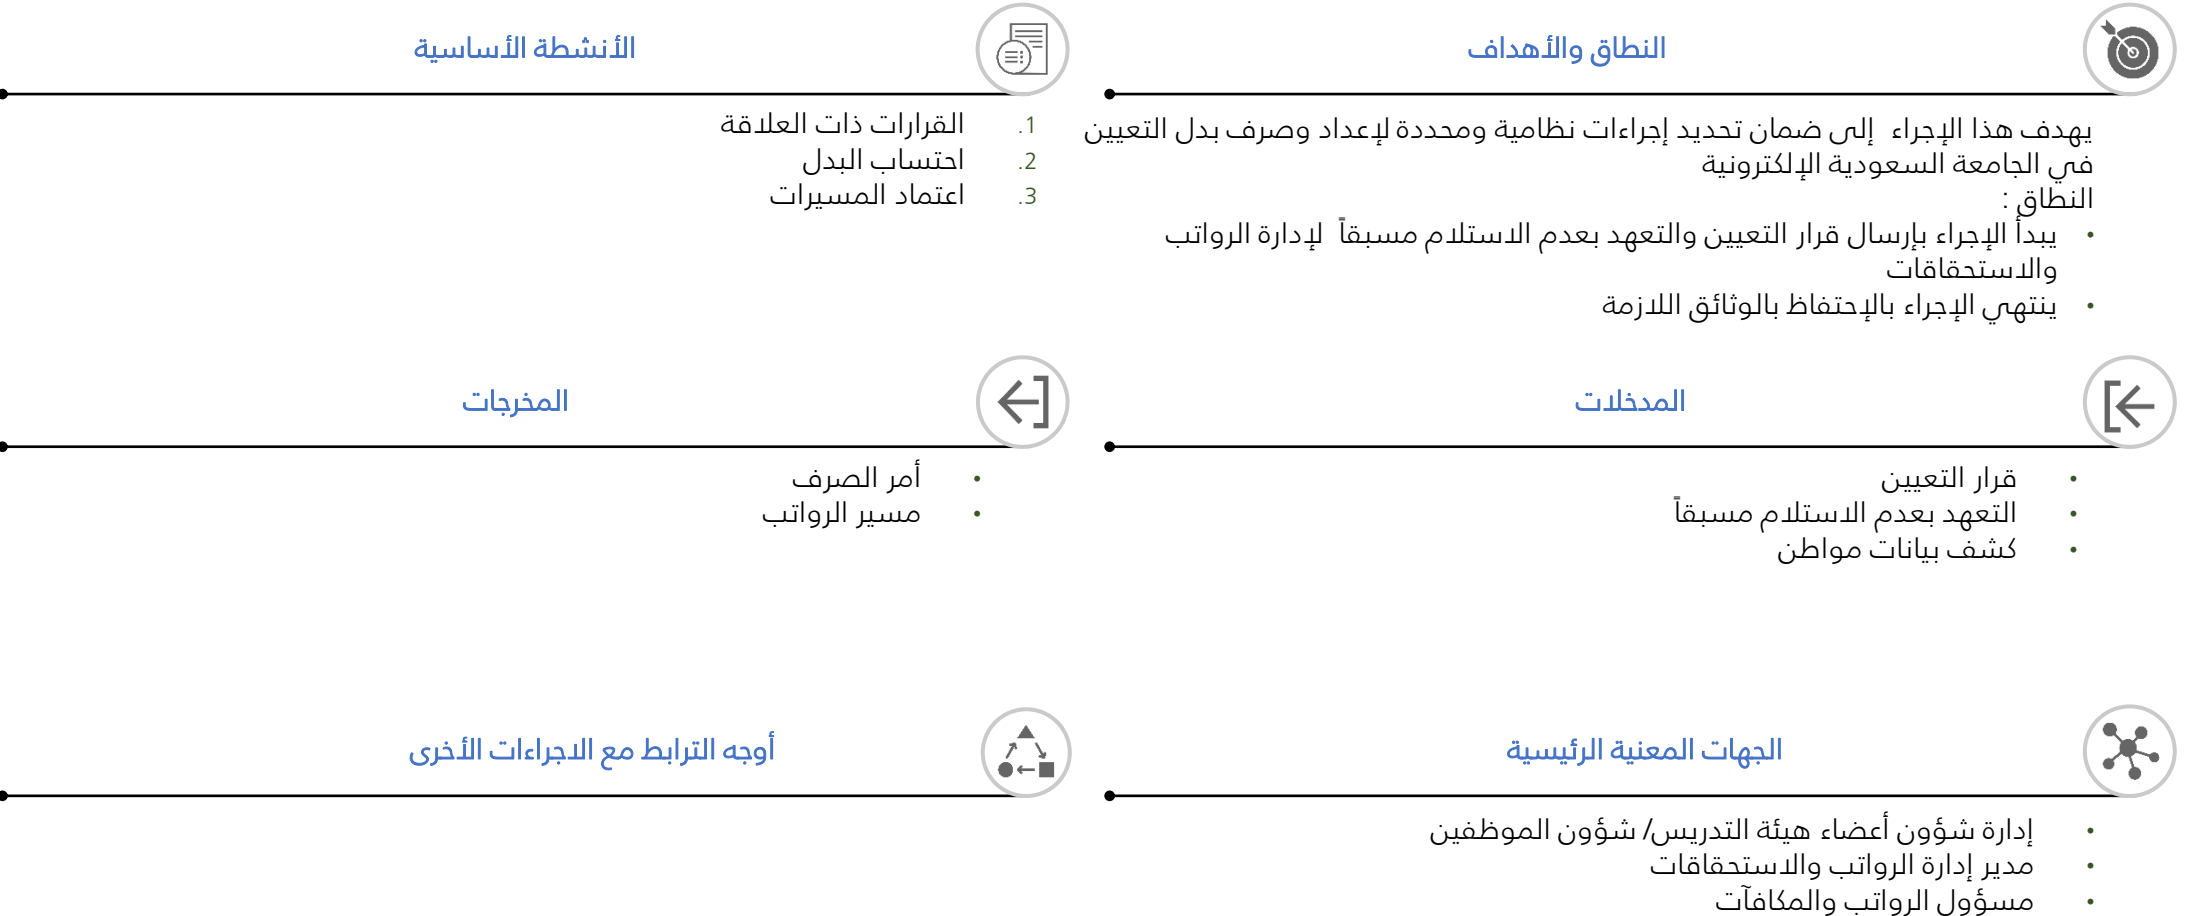 النطاق والأهداف
يهدف هذا الإجراء إلى ضمان تحديد إجراءات نظامية ومحددة لإعداد وصرف بدل التعيين
في الجامعة السعودية الإلكترونية
النطاق :
• يبدأ الإجراء بإرسال قرار التعيين والتعهد بعدم الاستلام مسبقاً لإدارة الرواتب
والاستحقاقات
• ينتهي الإجراء بالإحتفاظ بالوثائق اللازمة
الأنشطة الأساسية
1. القرارات ذات العلاقة
2. احتساب البدل
3. اعتماد المسيرات
المدخلات
• قرار التعيين
• التعهد بعدم الاستلام مسبقاً
• كشف بيانات مواطن
المخرجات
• أمر الصرف
• مسير الرواتب
الجهات المعنية الرئيسية
• إدارة شؤون أعضاء هيئة التدريس/ شؤون الموظفين
• مدير إدارة الرواتب والاستحقاقات
• مسؤول الرواتب والمكافآت
أوجه الترابط مع الاجراءات الأخرى